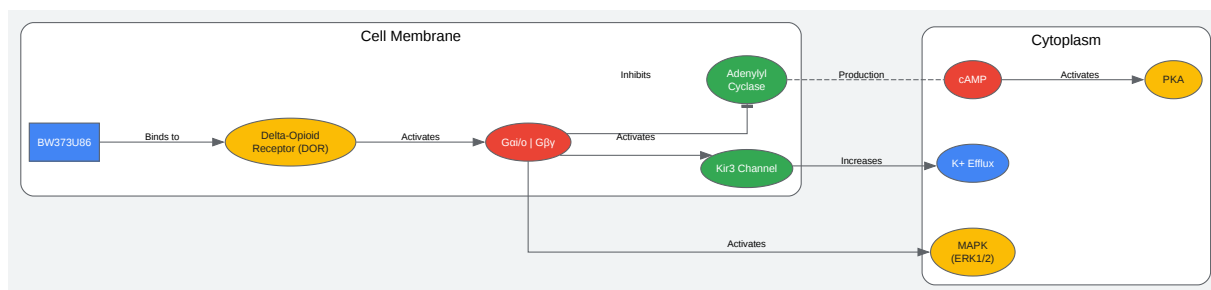 Cell Membrane
Cytoplasm
Inhibits
Adenylyl
Cyclase
Production
cAMP
Activates
PKA
BW373U86
Binds to
Delta-Opioid
Receptor (DOR)
Activates
Gαi/o | Gβγ
Activates
Kir3 Channel
Increases
K+ Efflux
Activates
MAPK
(ERK1/2)